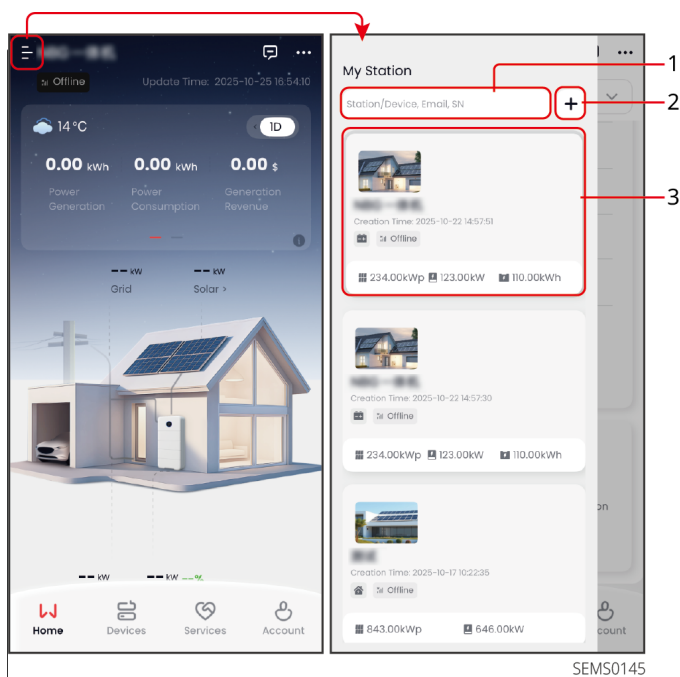 Offline
Update Time: 2025-10-25 16:54:10
14°C
1D
0.00 kWh
0.00 kWh
0.00 $
Power Generation
Power Consumption
Generation Revenue
-- kW
Grid
-- kW
Solar >
-- kW
-- kW --%
Home
Devices
Services
Account
My Station
Station/Device, Email, SN
+
1
2
3
Creation Time: 2025-10-22 14:57:51
Offline
234.00kWp 123.00kW 110.00kWh
Creation Time: 2025-10-22 14:57:30
Offline
234.00kWp 123.00kW 110.00kWh
Creation Time: 2025-10-17 10:22:35
Offline
843.00kWp 646.00kW
on
count
SEMS0145